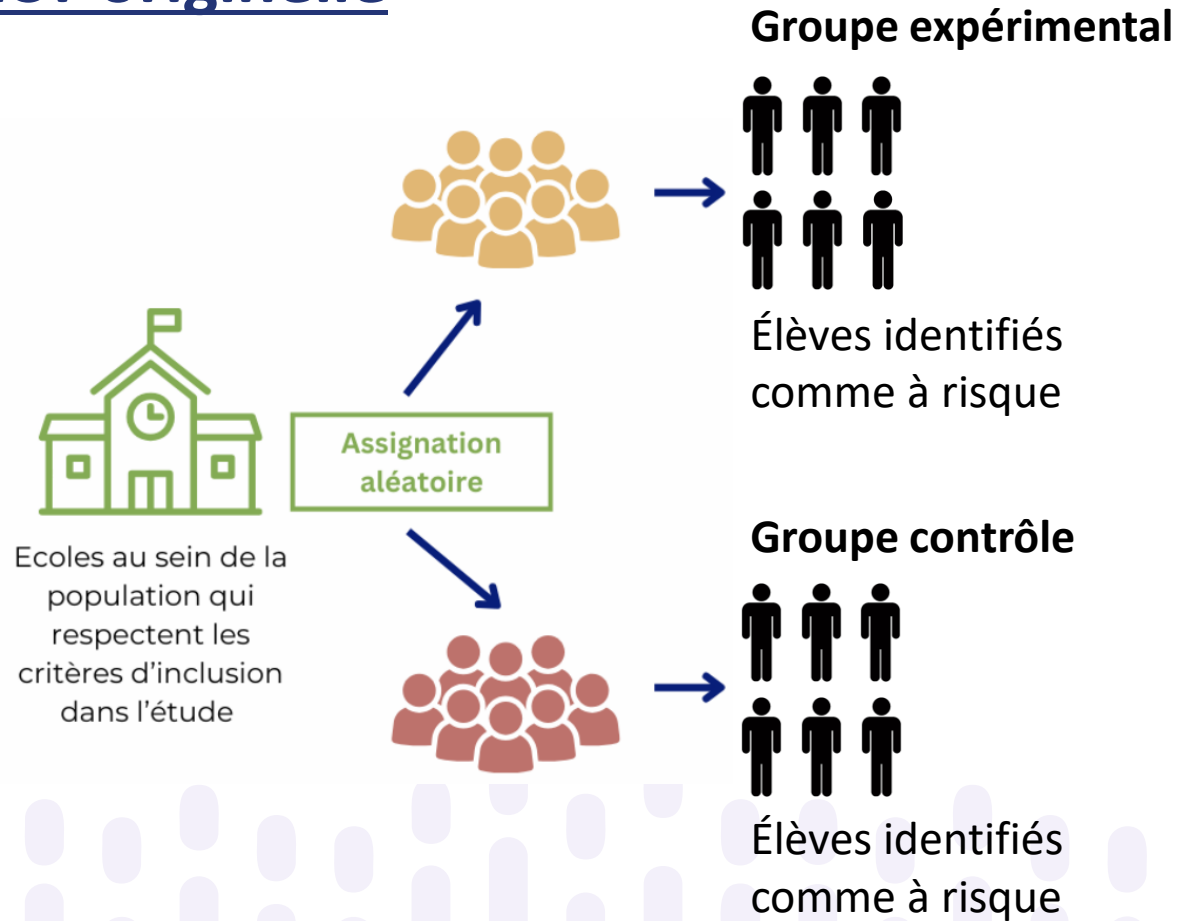 originelle
Groupe expérimental
Élèves identifiés
comme à risque
Assignation
aléatoire
Ecoles au sein de la
population qui
respectent les
critères d'inclusion
dans l'étude
Groupe contrôle
Élèves identifiés
comme à risque